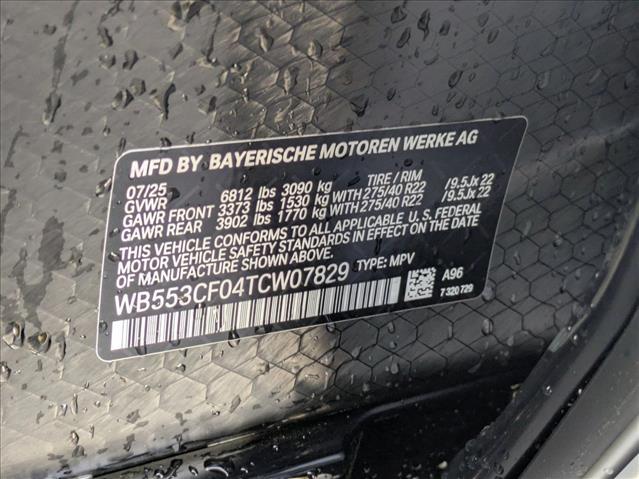 MFD BY BAYERISCHE MOTOREN WERKE AG
07/25 TIRE / RIM
GVWR 6812 lbs 3090 kg
GAWR FRONT 3373 lbs 1530 kg WITH 275/40 R22 /9.5Jx 22
GAWR REAR 3902 lbs 1770 kg WITH 275/40 R22 /9.5Jx 22
THIS VEHICLE CONFORMS TO ALL APPLICABLE U. S. FEDERAL
MOTOR VEHICLE SAFETY STANDARDS IN EFFECT ON THE DATE
OF MANUFACTURE SHOWN ABOVE.
WB553CF04TCW07829 TYPE: MPV
A96
7 320 729